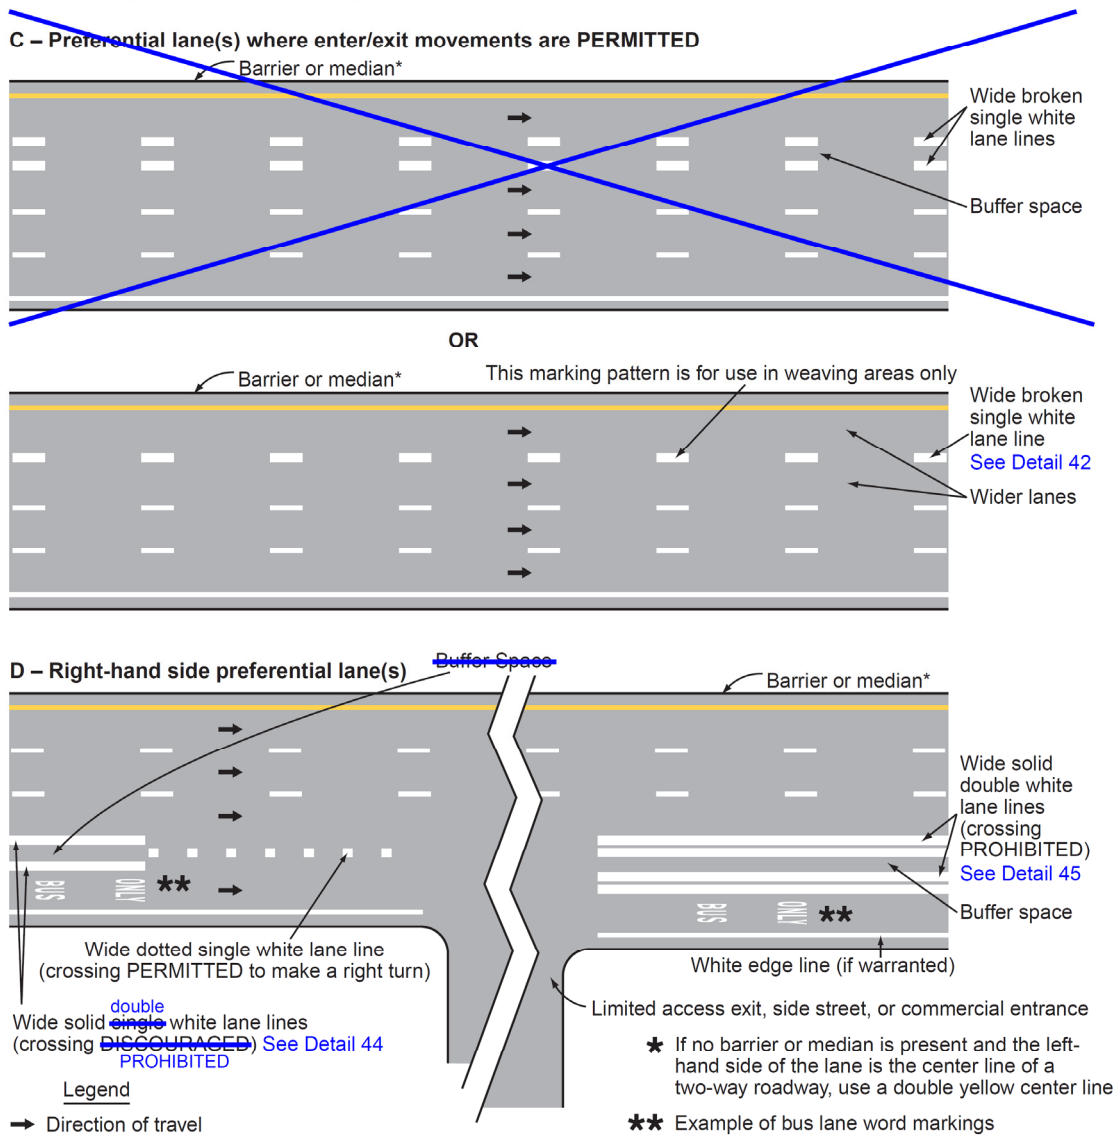 C – Preferential lane(s) where enter/exit movements are PERMITTED
Barrier or median*
Wide broken
single white
lane lines
Buffer space
OR
Barrier or median*
This marking pattern is for use in weaving areas only
Wide broken
single white
lane line
See Detail 42
Wider lanes
D – Right-hand side preferential lane(s)
Buffer Space
Barrier or median*
Wide solid
double white
lane lines
(crossing
PROHIBITED)
See Detail 45
Buffer space
BUS ONLY **
BUS ONLY **
Wide dotted single white lane line
(crossing PERMITTED to make a right turn)
White edge line (if warranted)
double
Wide solid single white lane lines
(crossing DISCOURAGED) See Detail 44
PROHIBITED
Limited access exit, side street, or commercial entrance
* If no barrier or median is present and the left-
hand side of the lane is the center line of a
two-way roadway, use a double yellow center line
Legend
Direction of travel
** Example of bus lane word markings